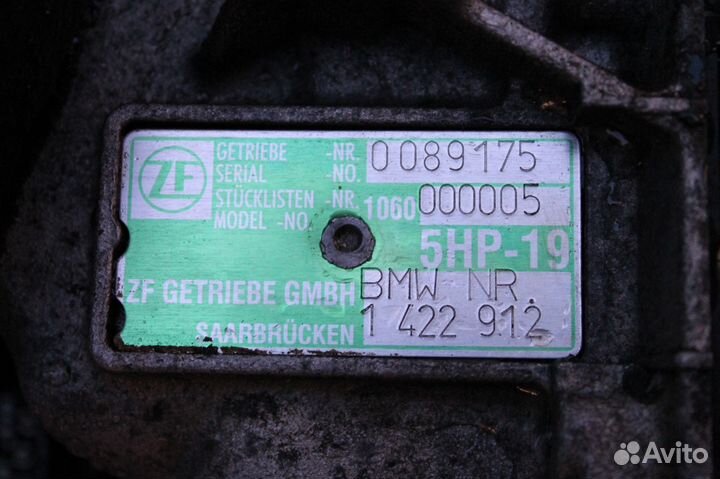 ZF
GETRIEBE -NR. 0089175
SERIAL -NO.
STÜCKLISTEN -NR. 1060 000005
MODEL -NO.
5HP-19
ZF GETRIEBE GMBH BMW NR.
SAARBRÜCKEN 1 422 912
Avito